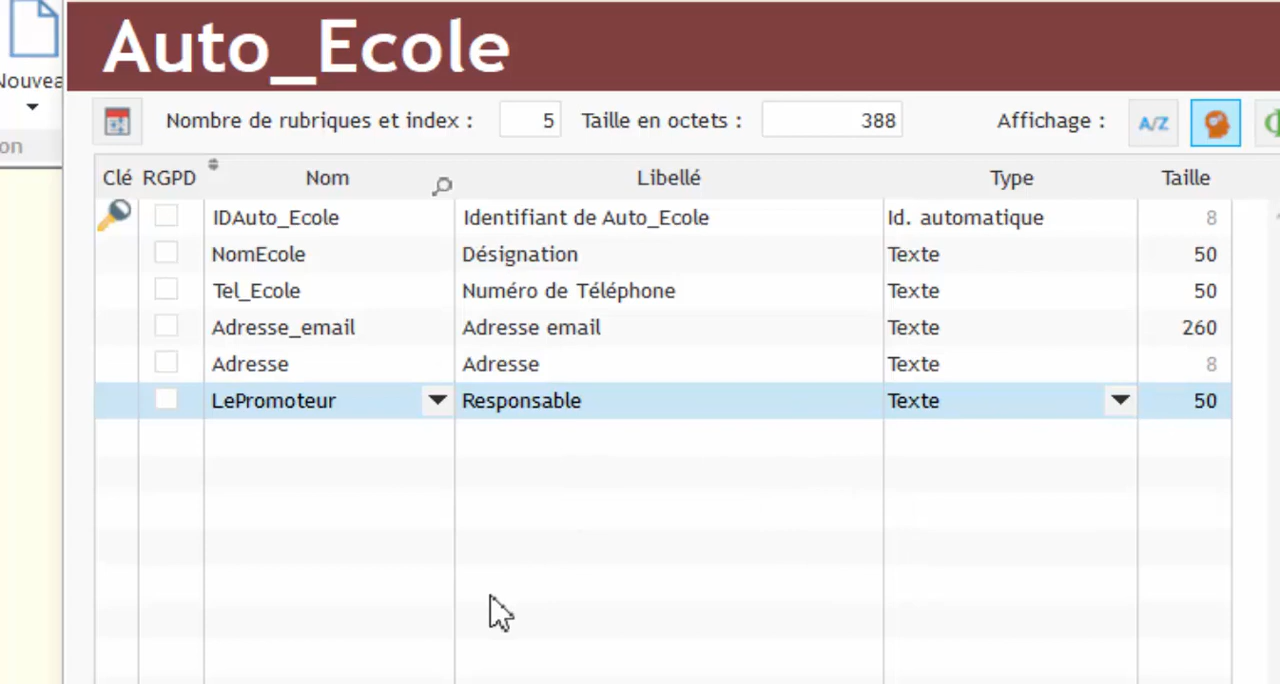 Auto_Ecole
Nouvea
Nombre de rubriques et index : 5 Taille en octets : 388 Affichage : A/Z
on
Clé RGPD Nom Libellé Type Taille
IDAuto_Ecole Identifiant de Auto_Ecole Id. automatique 8
NomEcole Désignation Texte 50
Tel_Ecole Numéro de Téléphone Texte 50
Adresse_email Adresse email Texte 260
Adresse Adresse Texte 8
LePromoteur Responsable Texte 50